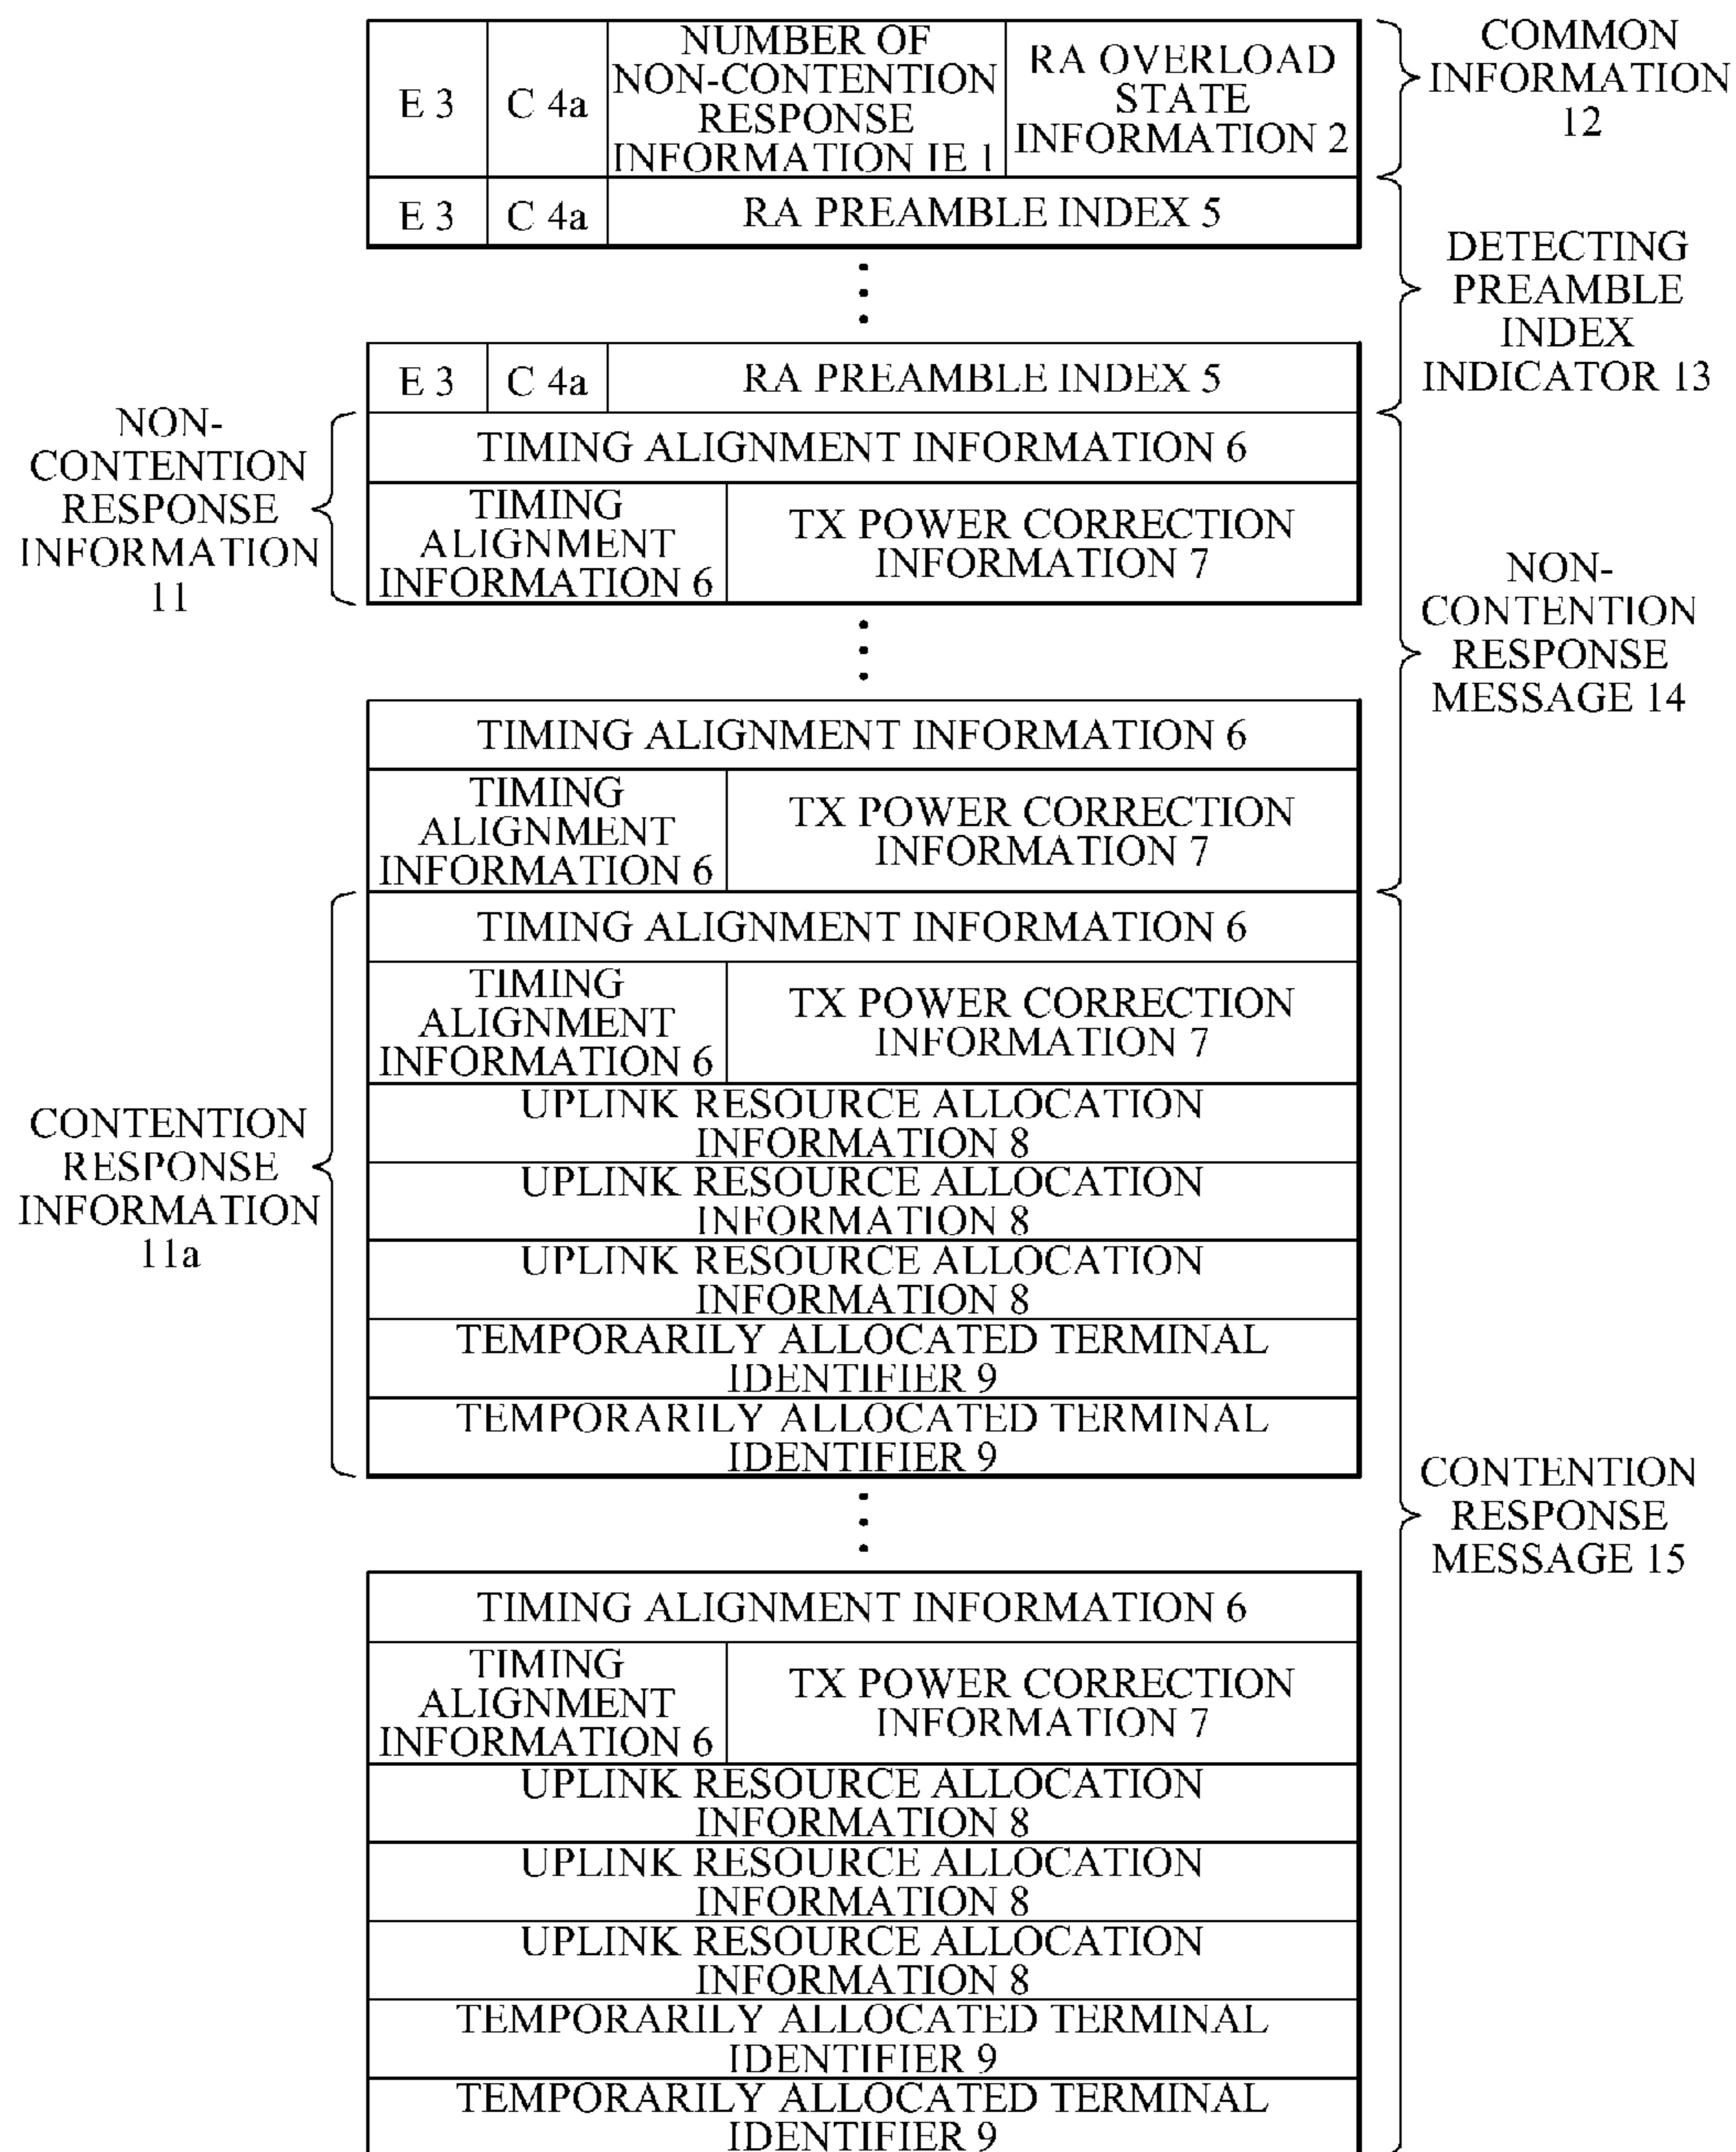 E 3
C 4a
NUMBER OF
NON-CONTENTION
RESPONSE
INFORMATION IE 1
RA OVERLOAD
STATE
INFORMATION 2
COMMON
INFORMATION
12
E 3
C 4a
RA PREAMBLE INDEX 5
DETECTING
PREAMBLE
INDEX
INDICATOR 13
E 3
C 4a
RA PREAMBLE INDEX 5
NON-
CONTENTION
RESPONSE
INFORMATION
11
TIMING ALIGNMENT INFORMATION 6
TIMING
ALIGNMENT
INFORMATION 6
TX POWER CORRECTION
INFORMATION 7
NON-
CONTENTION
RESPONSE
MESSAGE 14
TIMING ALIGNMENT INFORMATION 6
TIMING
ALIGNMENT
INFORMATION 6
TX POWER CORRECTION
INFORMATION 7
TIMING ALIGNMENT INFORMATION 6
TIMING
ALIGNMENT
INFORMATION 6
TX POWER CORRECTION
INFORMATION 7
CONTENTION
RESPONSE
INFORMATION
11a
UPLINK RESOURCE ALLOCATION
INFORMATION 8
UPLINK RESOURCE ALLOCATION
INFORMATION 8
UPLINK RESOURCE ALLOCATION
INFORMATION 8
TEMPORARILY ALLOCATED TERMINAL
IDENTIFIER 9
TEMPORARILY ALLOCATED TERMINAL
IDENTIFIER 9
CONTENTION
RESPONSE
MESSAGE 15
TIMING ALIGNMENT INFORMATION 6
TIMING
ALIGNMENT
INFORMATION 6
TX POWER CORRECTION
INFORMATION 7
UPLINK RESOURCE ALLOCATION
INFORMATION 8
UPLINK RESOURCE ALLOCATION
INFORMATION 8
UPLINK RESOURCE ALLOCATION
INFORMATION 8
TEMPORARILY ALLOCATED TERMINAL
IDENTIFIER 9
TEMPORARILY ALLOCATED TERMINAL
IDENTIFIER 9